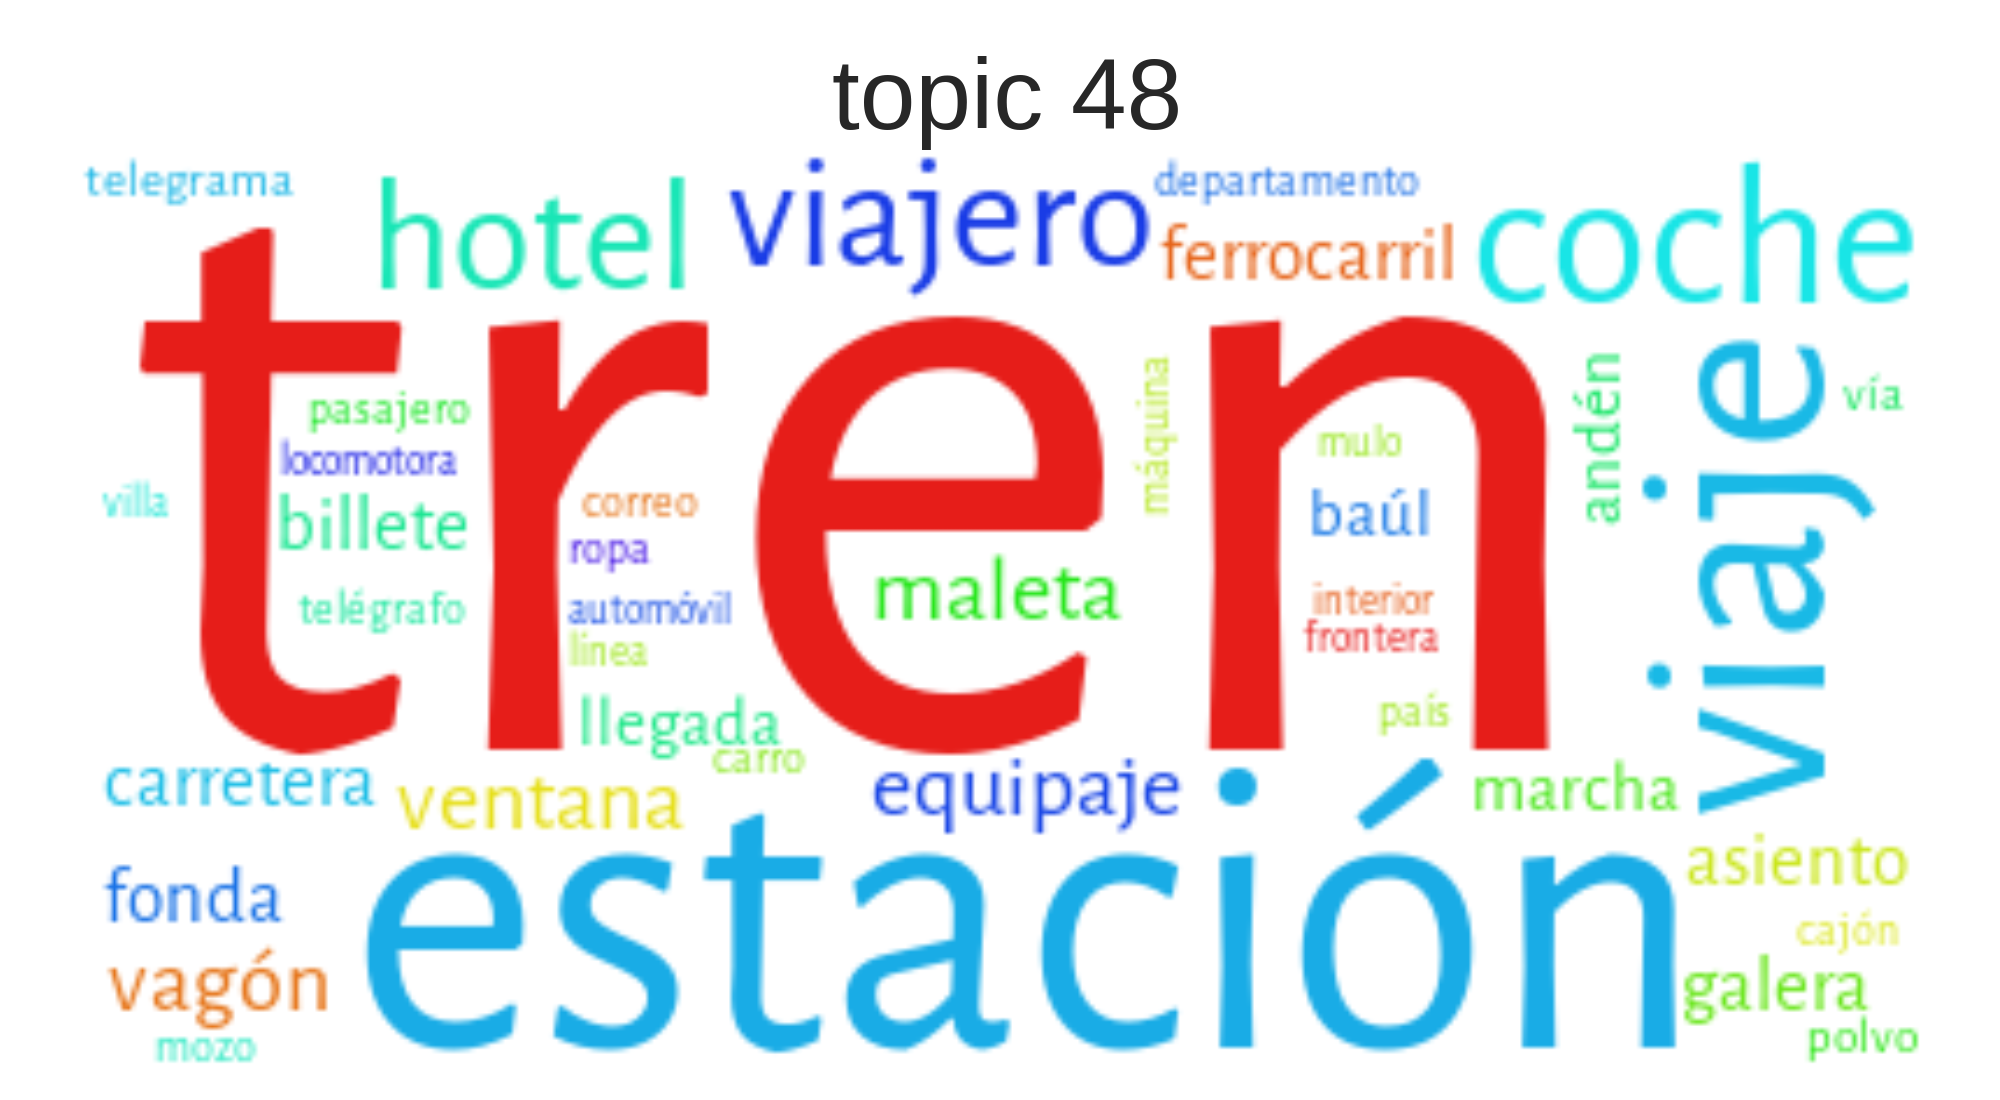 topic 48
telegrama
hotel
viajero
departamento
ferrocarril
coche
tren
pasajero
locomotora
villa
billete
correo
ropa
telégrafo
automóvil
línea
maleta
máquina
mulo
baúl
interior
frontera
país
andén
vía
viaje
llegada
carro
carretera
ventana
equipaje
marcha
estación
asiento
fonda
cajón
vagón
galera
mozo
polvo